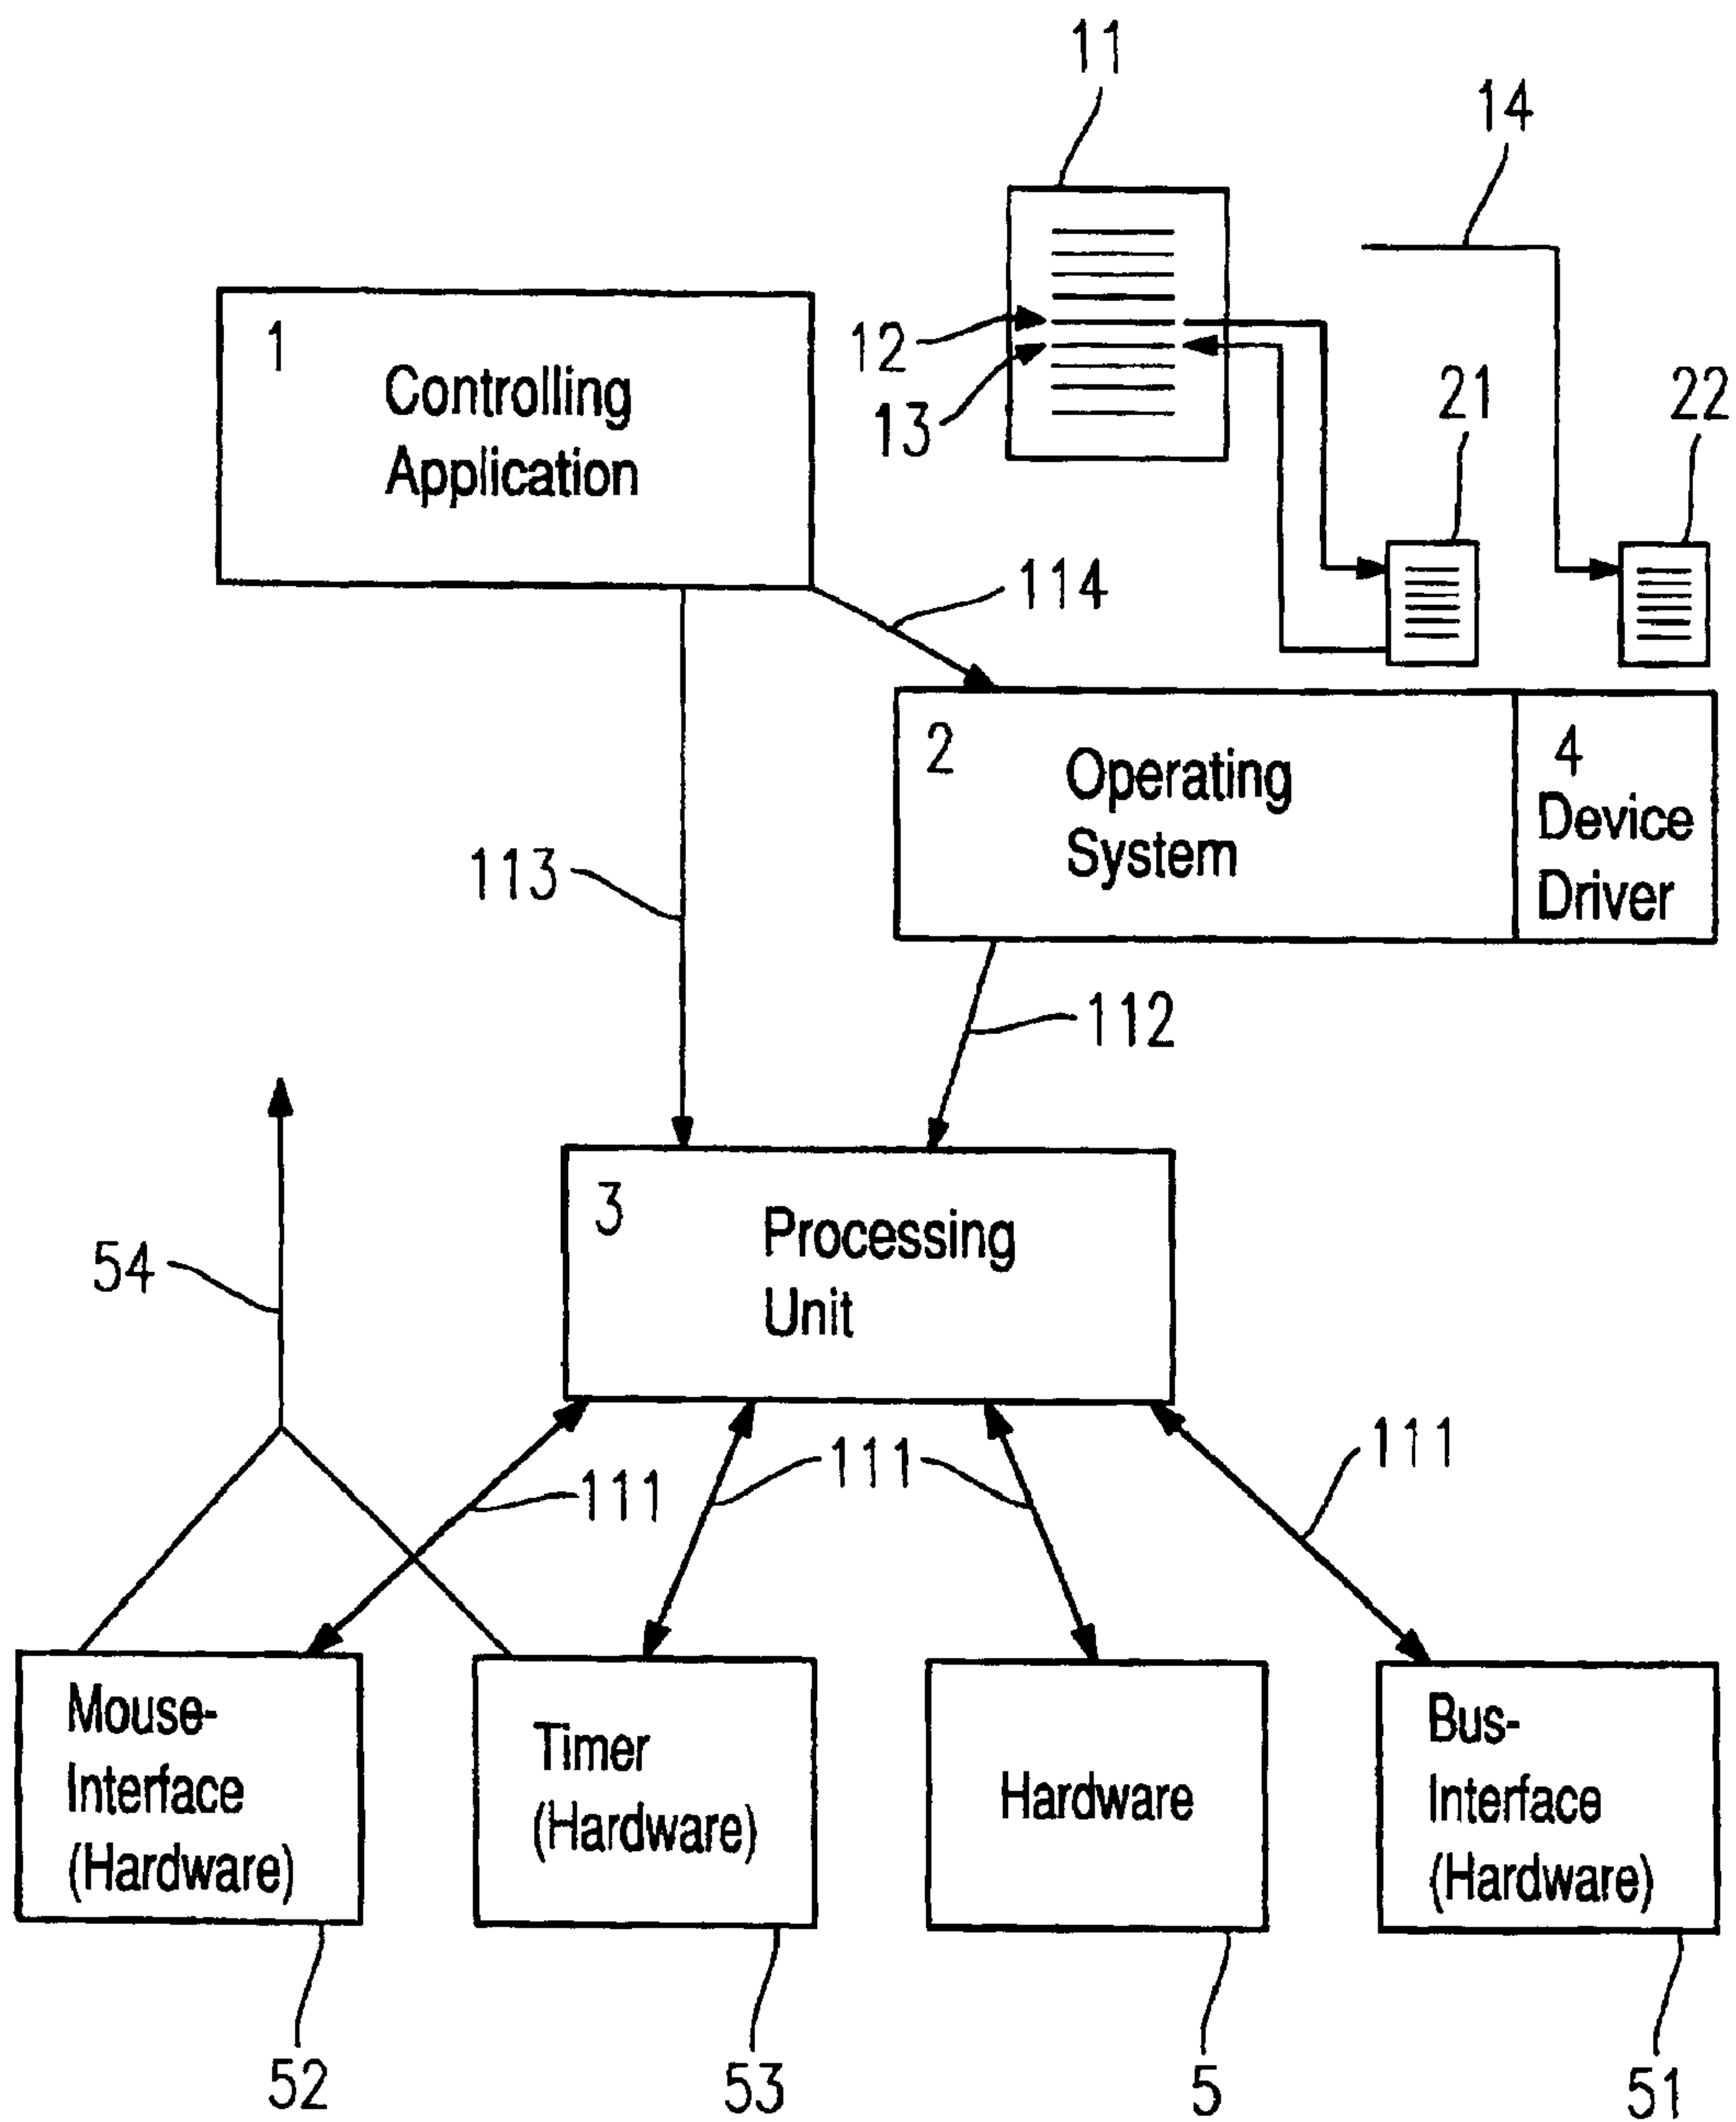 11
14
1
Controlling
Application
12
13
21
22
114
2
Operating
System
4
Device
Driver
113
112
3
Processing
Unit
54
111
111
111
Mouse-
Interface
(Hardware)
Timer
(Hardware)
Hardware
Bus-
Interface
(Hardware)
52
53
5
51